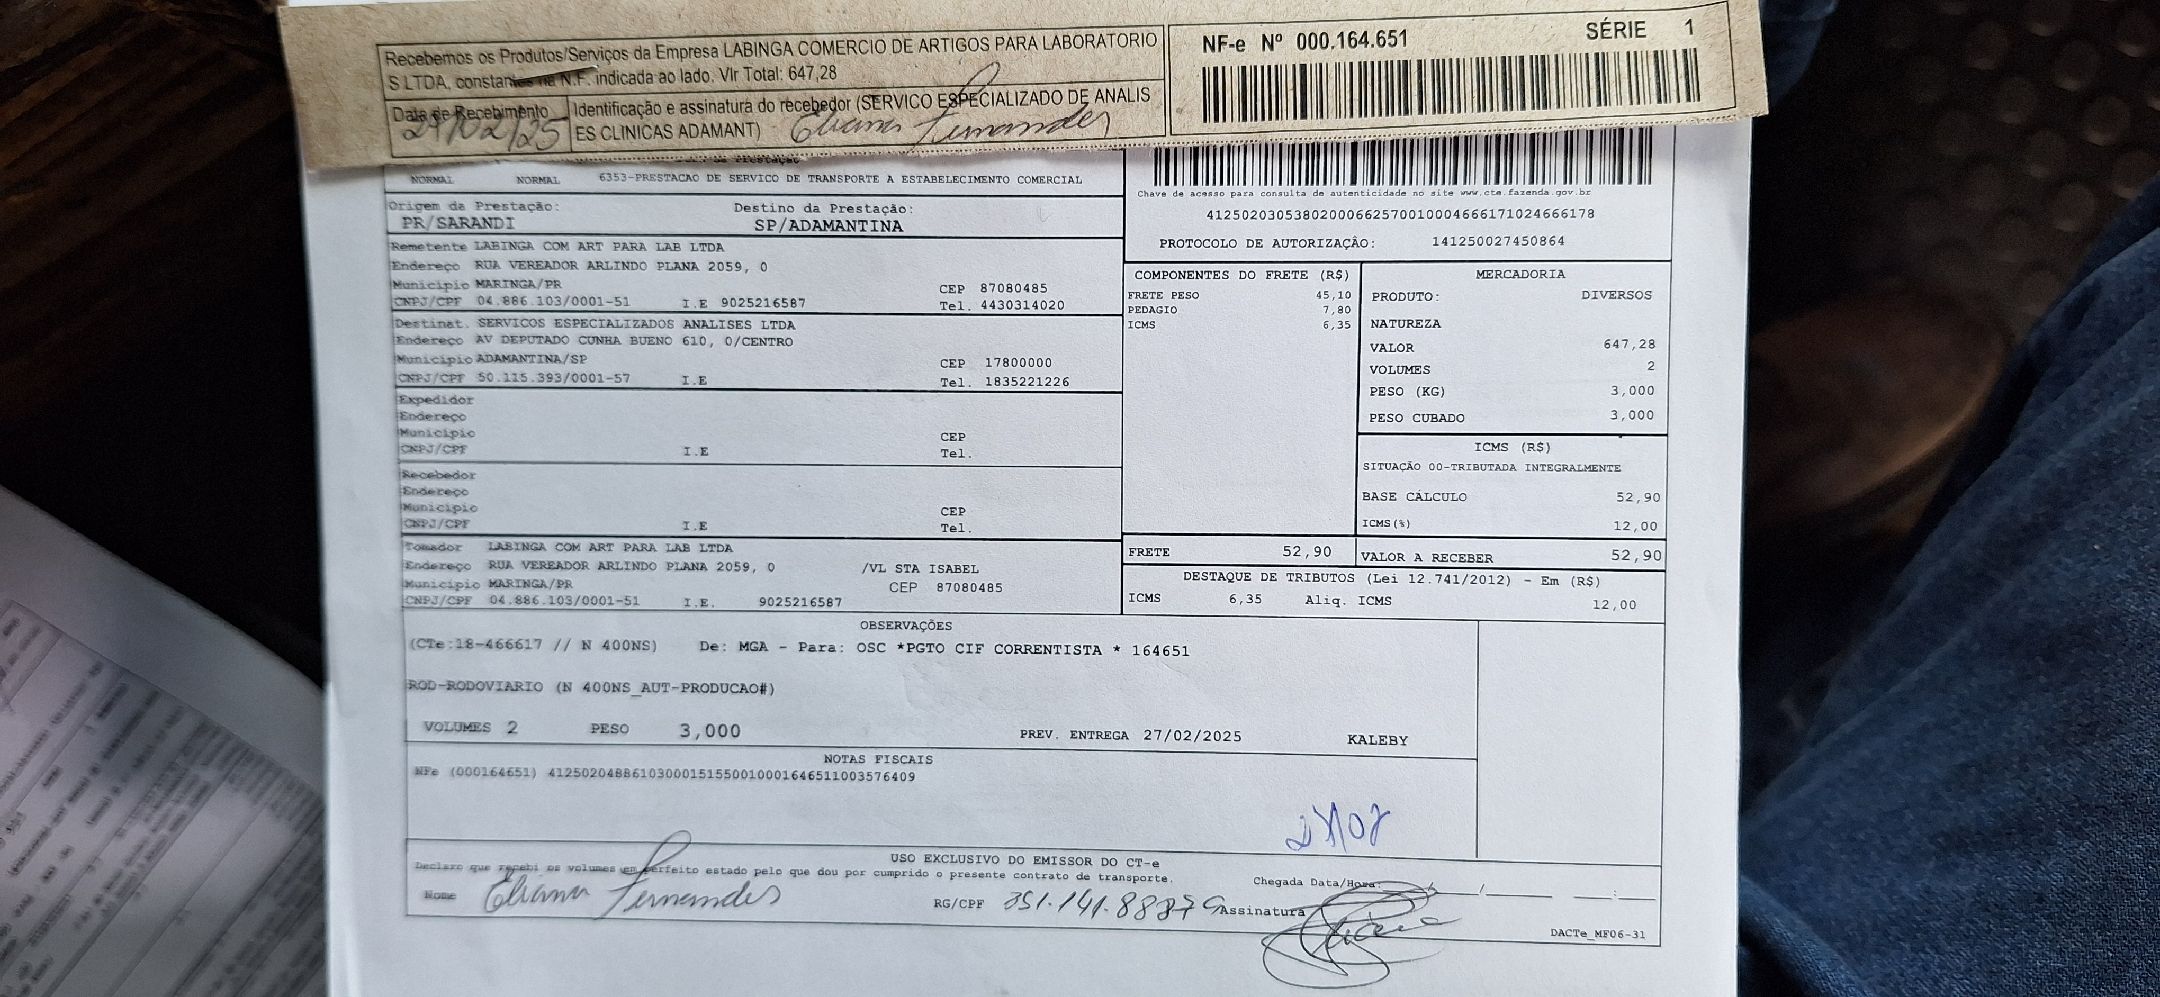 Recebemos os Produtos/Serviços da Empresa LABINGA COMERCIO DE ARTIGOS PARA LABORATORIO
S LTDA, constantes na N.F. indicada ao lado. Vlr Total: 647,28
Data de Recebimento
Identificação e assinatura do recebedor (SERVICO ESPECIALIZADO DE ANALIS
ES CLINICAS ADAMANT) Eliana Fernandes
27/02/25
NF-e Nº 000.164.651 SÉRIE 1
NORMAL NORMAL 6353-PRESTACAO DE SERVICO DE TRANSPORTE A ESTABELECIMENTO COMERCIAL
Origem da Prestação: Destino da Prestação:
PR/SARANDI SP/ADAMANTINA
Chave de acesso para consulta de autenticidade no site www.cte.fazenda.gov.br
41250203053802000662570010004666171024666178
PROTOCOLO DE AUTORIZAÇÃO: 141250027450864
Remetente LABINGA COM ART PARA LAB LTDA
Endereço RUA VEREADOR ARLINDO PLANA 2059, 0
Municipio MARINGA/PR CEP 87080485
CNPJ/CPF 04.886.103/0001-51 I.E 9025216587 Tel. 4430314020
Destinat. SERVICOS ESPECIALIZADOS ANALISES LTDA
Endereço AV DEPUTADO CUNHA BUENO 610, 0/CENTRO
Municipio ADAMANTINA/SP CEP 17800000
CNPJ/CPF 50.115.393/0001-57 I.E Tel. 1835221226
Expedidor
Endereço
Municipio CEP
CNPJ/CPF I.E Tel.
Recebedor
Endereço
Municipio CEP
CNPJ/CPF I.E Tel.
Tomador LABINGA COM ART PARA LAB LTDA
Endereço RUA VEREADOR ARLINDO PLANA 2059, 0 /VL STA ISABEL
Municipio MARINGA/PR CEP 87080485
CNPJ/CPF 04.886.103/0001-51 I.E. 9025216587
COMPONENTES DO FRETE (R$)
FRETE PESO 45,10
PEDAGIO 7,80
ICMS 6,35
MERCADORIA
PRODUTO: DIVERSOS
NATUREZA
VALOR 647,28
VOLUMES 2
PESO (KG) 3,000
PESO CUBADO 3,000
ICMS (R$)
SITUAÇÃO 00-TRIBUTADA INTEGRALMENTE
BASE CÁLCULO 52,90
ICMS(%) 12,00
FRETE 52,90 VALOR A RECEBER 52,90
DESTAQUE DE TRIBUTOS (Lei 12.741/2012) - Em (R$)
ICMS 6,35 Aliq. ICMS 12,00
OBSERVAÇÕES
(CTe:18-466617 // N 400NS) De: MGA - Para: OSC *PGTO CIF CORRENTISTA * 164651
ROD-RODOVIARIO (N 400NS_AUT-PRODUCAO#)
VOLUMES 2 PESO 3,000 PREV. ENTREGA 27/02/2025 KALEBY
NOTAS FISCAIS
NFe (000164651) 41250204886103000151550010001646511003576409
27/02
USO EXCLUSIVO DO EMISSOR DO CT-e
Declaro que recebi os volumes em perfeito estado pelo que dou por cumprido o presente contrato de transporte.
Chegada Data/Hora: / / :
Nome Eliana Fernandes RG/CPF Assinatura
DACTe_MF06-31